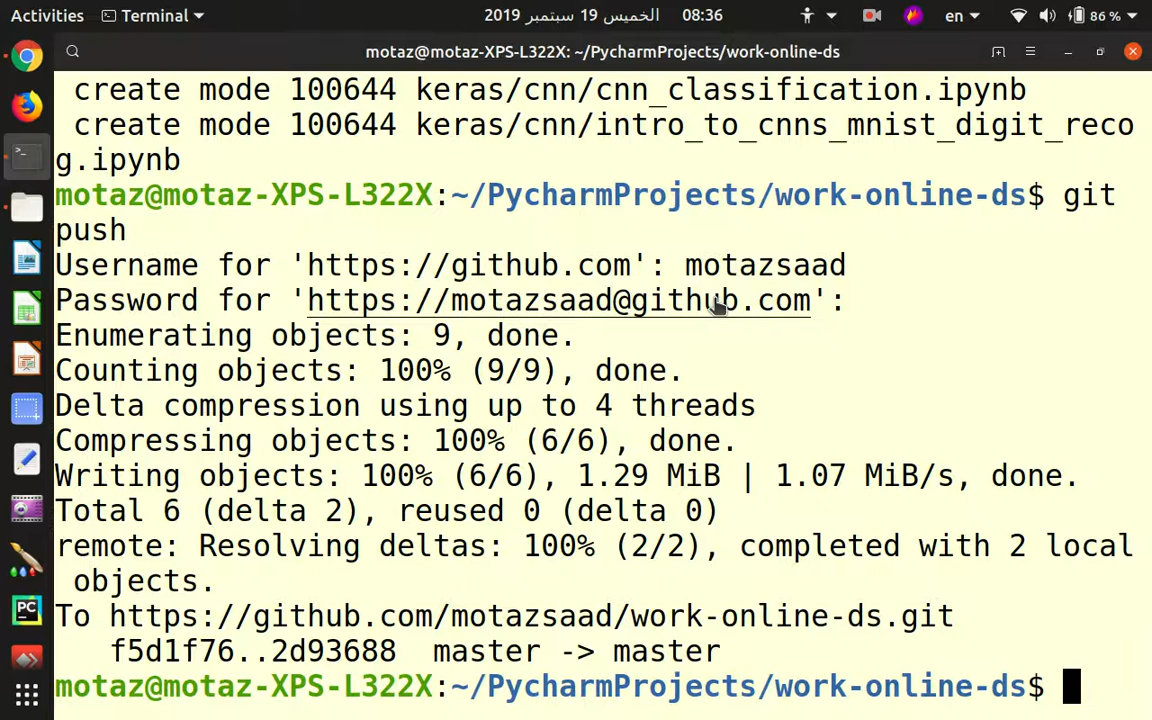 Activities Terminal الخميس 19 سبتمبر 2019 08:36 en 86 %
motaz@motaz-XPS-L322X: ~/PycharmProjects/work-online-ds
create mode 100644 keras/cnn/cnn_classification.ipynb
create mode 100644 keras/cnn/intro_to_cnns_mnist_digit_reco
g.ipynb
motaz@motaz-XPS-L322X:~/PycharmProjects/work-online-ds$ git
push
Username for 'https://github.com': motazsaad
Password for 'https://motazsaad@github.com':
Enumerating objects: 9, done.
Counting objects: 100% (9/9), done.
Delta compression using up to 4 threads
Compressing objects: 100% (6/6), done.
Writing objects: 100% (6/6), 1.29 MiB | 1.07 MiB/s, done.
Total 6 (delta 2), reused 0 (delta 0)
remote: Resolving deltas: 100% (2/2), completed with 2 local
objects.
To https://github.com/motazsaad/work-online-ds.git
f5d1f76..2d93688 master -> master
motaz@motaz-XPS-L322X:~/PycharmProjects/work-online-ds$
PC